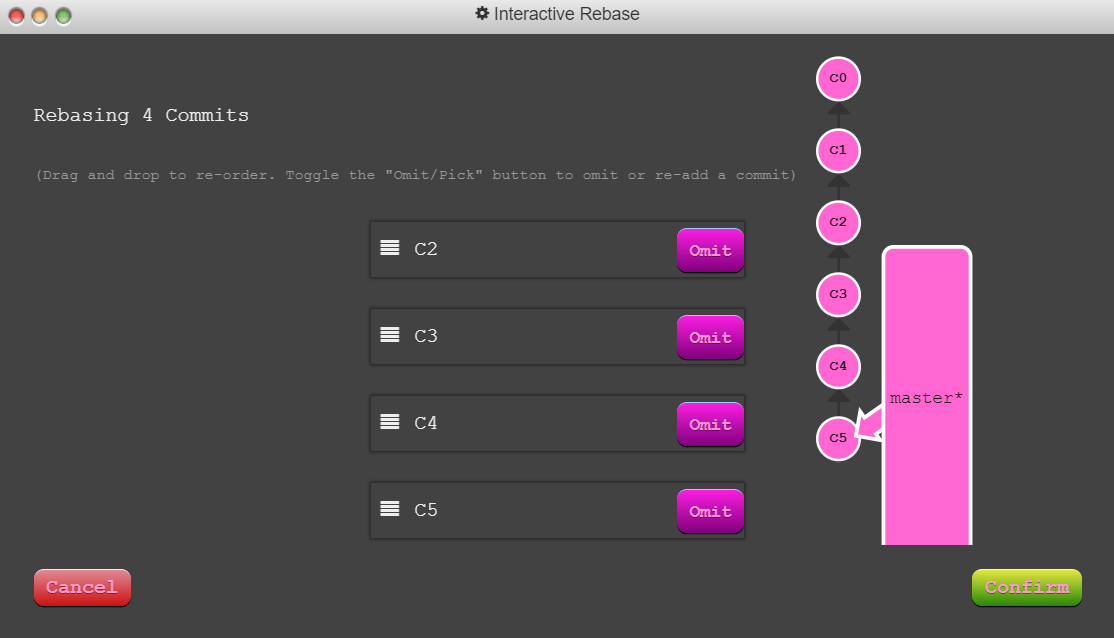 Interactive Rebase
Rebasing 4 Commits
(Drag and drop to re-order. Toggle the "Omit/Pick" button to omit or re-add a commit)
C2 Omit
C3 Omit
C4 Omit
C5 Omit
C0
C1
C2
C3
C4
C5
master*
Cancel
Confirm